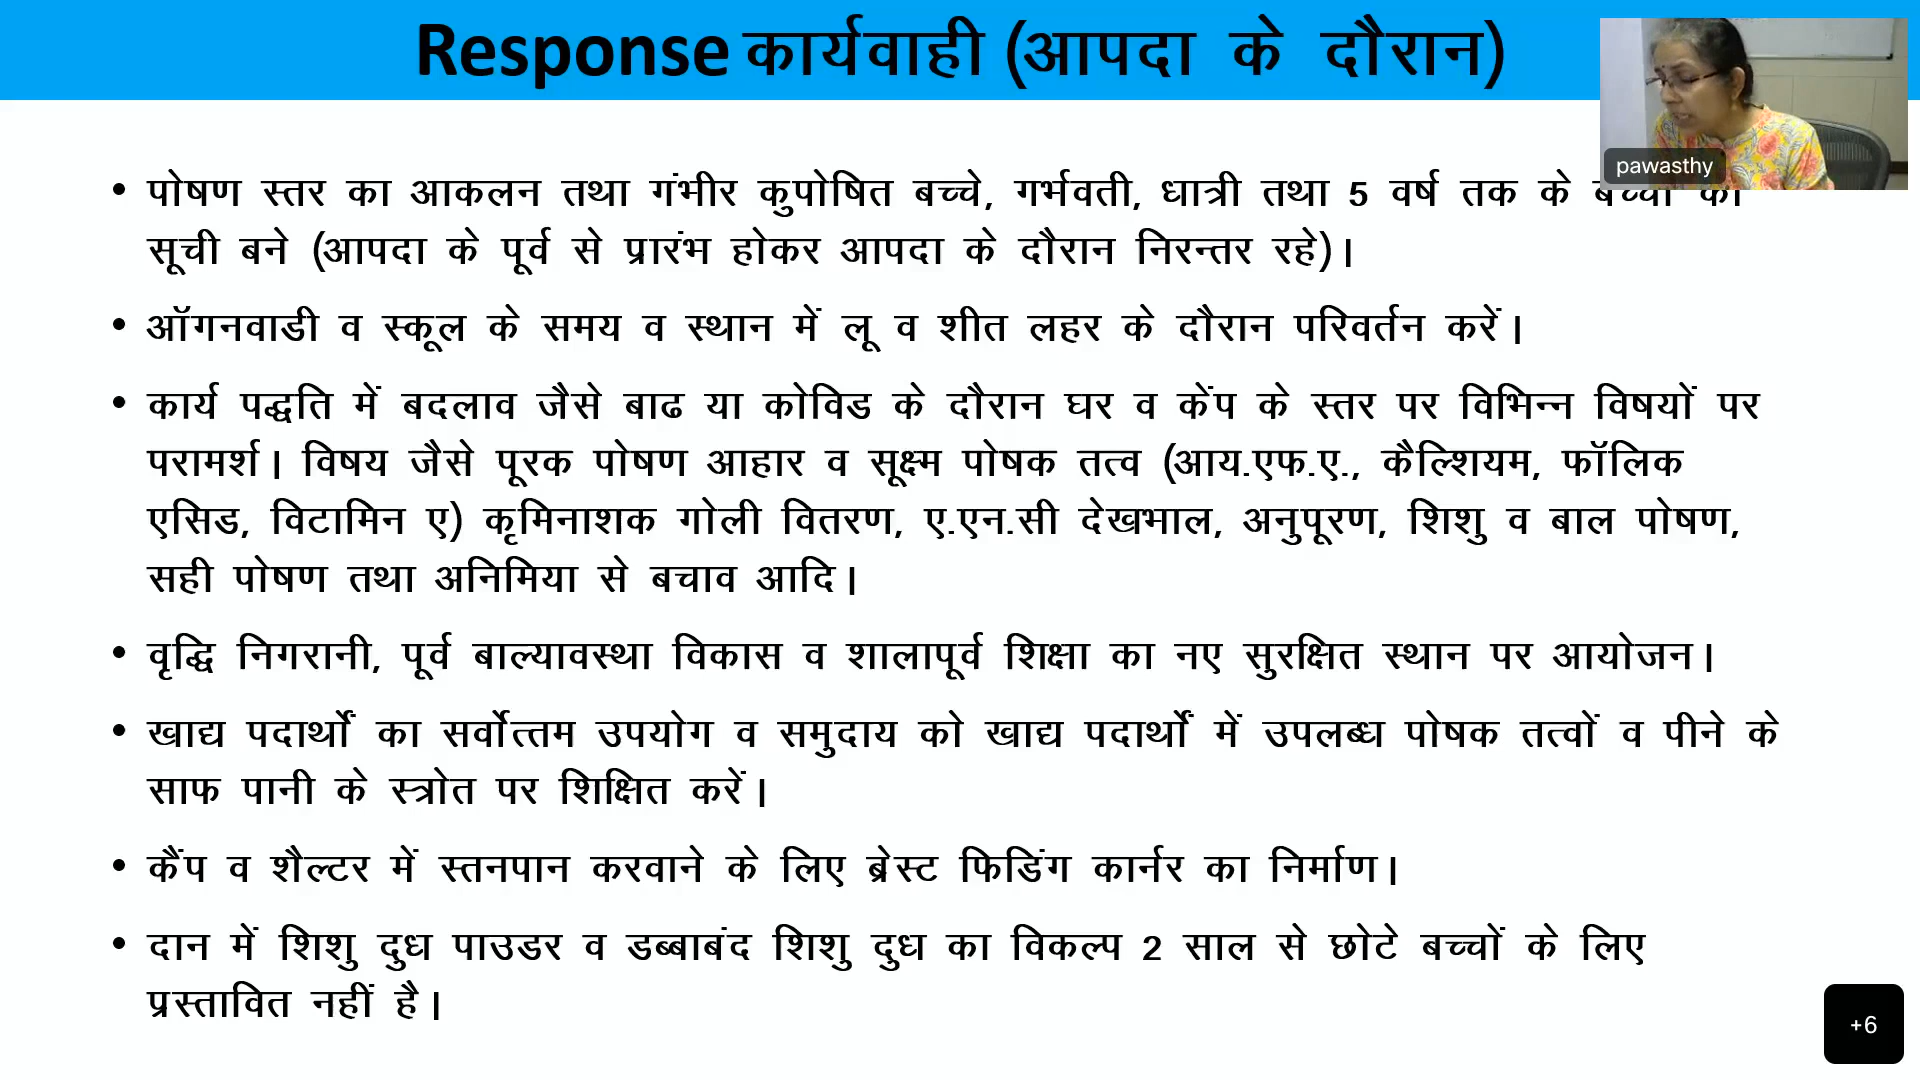 Response कार्यवाही (आपदा के दौरान)
pawasthy
• पोषण स्तर का आकलन तथा गंभीर कुपोषित बच्चे, गर्भवती, धात्री तथा 5 वर्ष तक के
सूची बने (आपदा के पूर्व से प्रारंभ होकर आपदा के दौरान निरन्तर रहे)।
• ऑगनवाडी व स्कूल के समय व स्थान में लू व शीत लहर के दौरान परिवर्तन करें।
• कार्य पद्धति में बदलाव जैसे बाढ या कोविड के दौरान घर व केंप के स्तर पर विभिन्न विषयों पर
परामर्श। विषय जैसे पूरक पोषण आहार व सूक्ष्म पोषक तत्व (आय.एफ.ए., कैल्शियम, फॉलिक
एसिड, विटामिन ए) कृमिनाशक गोली वितरण, ए.एन.सी देखभाल, अनुपूरण, शिशु व बाल पोषण,
सही पोषण तथा अनिमिया से बचाव आदि।
• वृद्धि निगरानी, पूर्व बाल्यावस्था विकास व शालापूर्व शिक्षा का नए सुरक्षित स्थान पर आयोजन।
• खाद्य पदार्थों का सर्वोत्तम उपयोग व समुदाय को खाद्य पदार्थों में उपलब्ध पोषक तत्वों व पीने के
साफ पानी के स्त्रोत पर शिक्षित करें।
• कैंप व शैल्टर में स्तनपान करवाने के लिए ब्रेस्ट फिडिंग कार्नर का निर्माण।
• दान में शिशु दुध पाउडर व डब्बाबंद शिशु दुध का विकल्प 2 साल से छोटे बच्चों के लिए
प्रस्तावित नहीं है।
+6